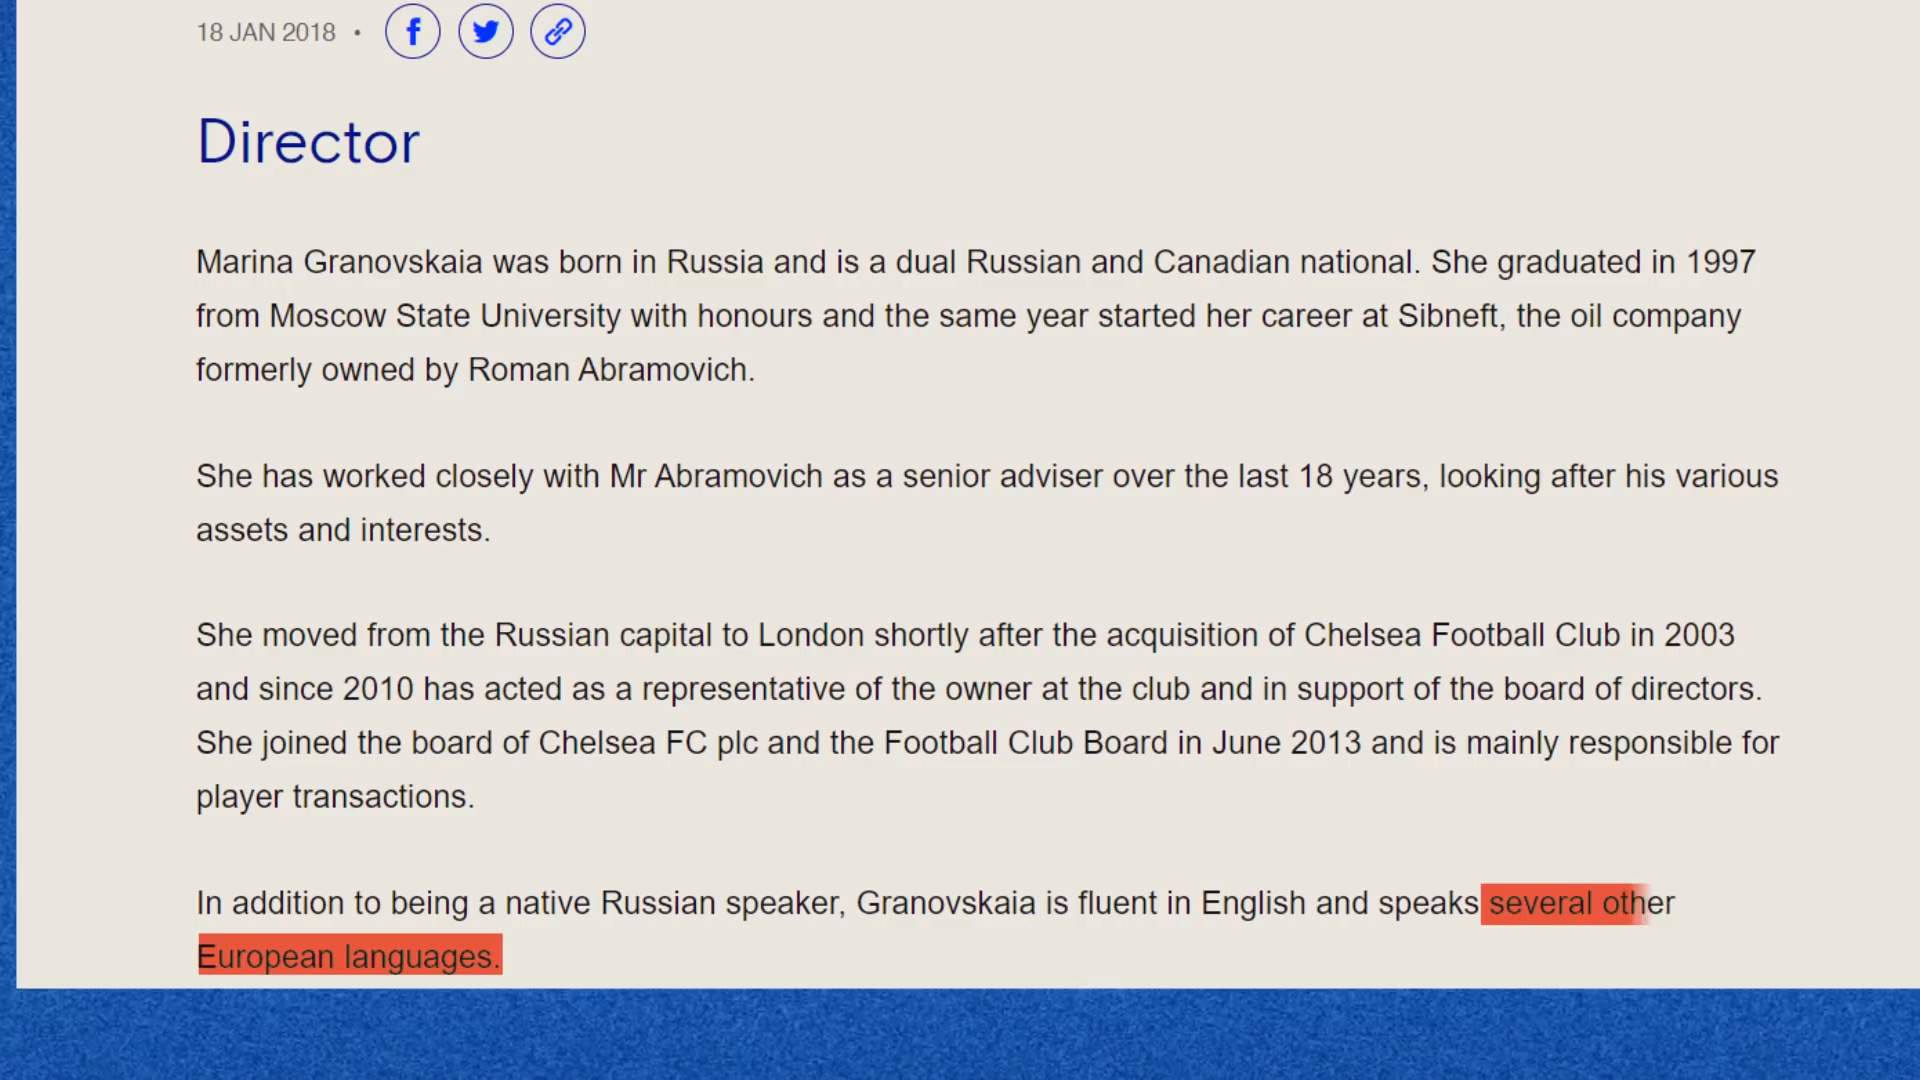 18 JAN 2018 •
Director
Marina Granovskaia was born in Russia and is a dual Russian and Canadian national. She graduated in 1997
from Moscow State University with honours and the same year started her career at Sibneft, the oil company
formerly owned by Roman Abramovich.
She has worked closely with Mr Abramovich as a senior adviser over the last 18 years, looking after his various
assets and interests.
She moved from the Russian capital to London shortly after the acquisition of Chelsea Football Club in 2003
and since 2010 has acted as a representative of the owner at the club and in support of the board of directors.
She joined the board of Chelsea FC plc and the Football Club Board in June 2013 and is mainly responsible for
player transactions.
In addition to being a native Russian speaker, Granovskaia is fluent in English and speaks several other
European languages.